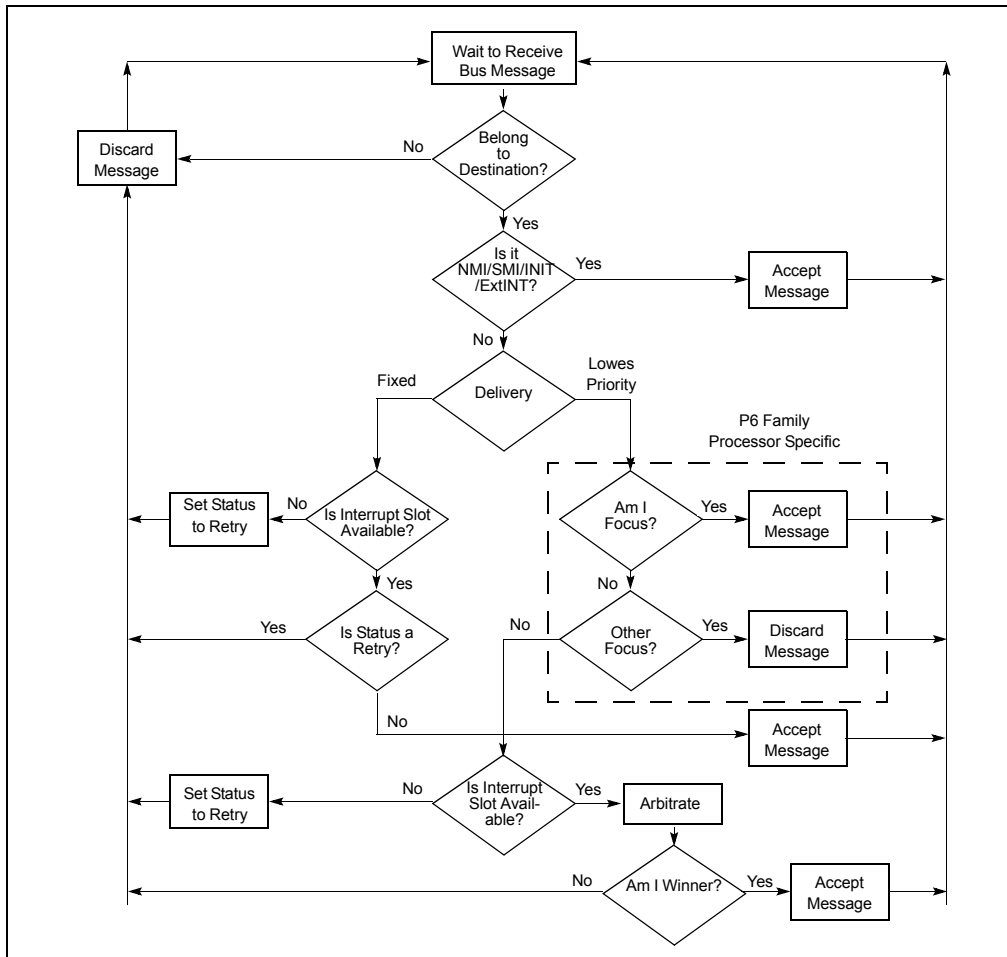 Wait to Receive
Bus Message
Belong
to
Destination?
No
Discard
Message
Yes
Is it
NMI/SMI/INIT
/ExtINT?
Yes
Accept
Message
No
Delivery
Fixed
Lowes
Priority
P6 Family
Processor Specific
Set Status
to Retry
No
Is Interrupt Slot
Available?
Am I
Focus?
Yes
Accept
Message
Yes
No
Yes
Is Status a
Retry?
No
Other
Focus?
Yes
Discard
Message
No
Accept
Message
Set Status
to Retry
No
Is Interrupt
Slot Avail-
able?
Yes
Arbitrate
No
Am I Winner?
Yes
Accept
Message